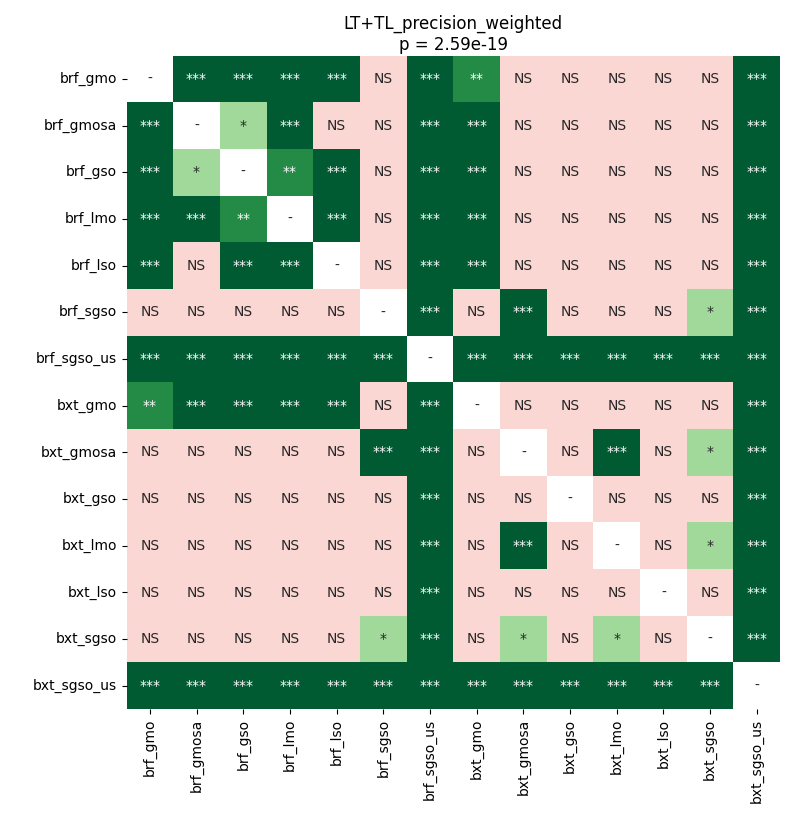 LT+TL_precision_weighted
p = 2.59e-19
brf_gmo - *** *** *** *** NS *** ** NS NS NS NS NS ***
brf_gmosa *** - * *** NS NS *** *** NS NS NS NS NS ***
brf_gso *** * - ** *** NS *** *** NS NS NS NS NS ***
brf_lmo *** *** ** - *** NS *** *** NS NS NS NS NS ***
brf_lso *** NS *** *** - NS *** *** NS NS NS NS NS ***
brf_sgso NS NS NS NS NS - *** NS *** NS NS NS * ***
brf_sgso_us *** *** *** *** *** *** - *** *** *** *** *** *** ***
bxt_gmo ** *** *** *** *** NS *** - NS NS NS NS NS ***
bxt_gmosa NS NS NS NS NS *** *** NS - NS *** NS * ***
bxt_gso NS NS NS NS NS NS *** NS NS - NS NS NS ***
bxt_lmo NS NS NS NS NS NS *** NS *** NS - NS * ***
bxt_lso NS NS NS NS NS NS *** NS NS NS NS - NS ***
bxt_sgso NS NS NS NS NS * *** NS * NS * NS - ***
bxt_sgso_us *** *** *** *** *** *** *** *** *** *** *** *** *** -
brf_gmo brf_gmosa brf_gso brf_lmo brf_lso brf_sgso brf_sgso_us bxt_gmo bxt_gmosa bxt_gso bxt_lmo bxt_lso bxt_sgso bxt_sgso_us